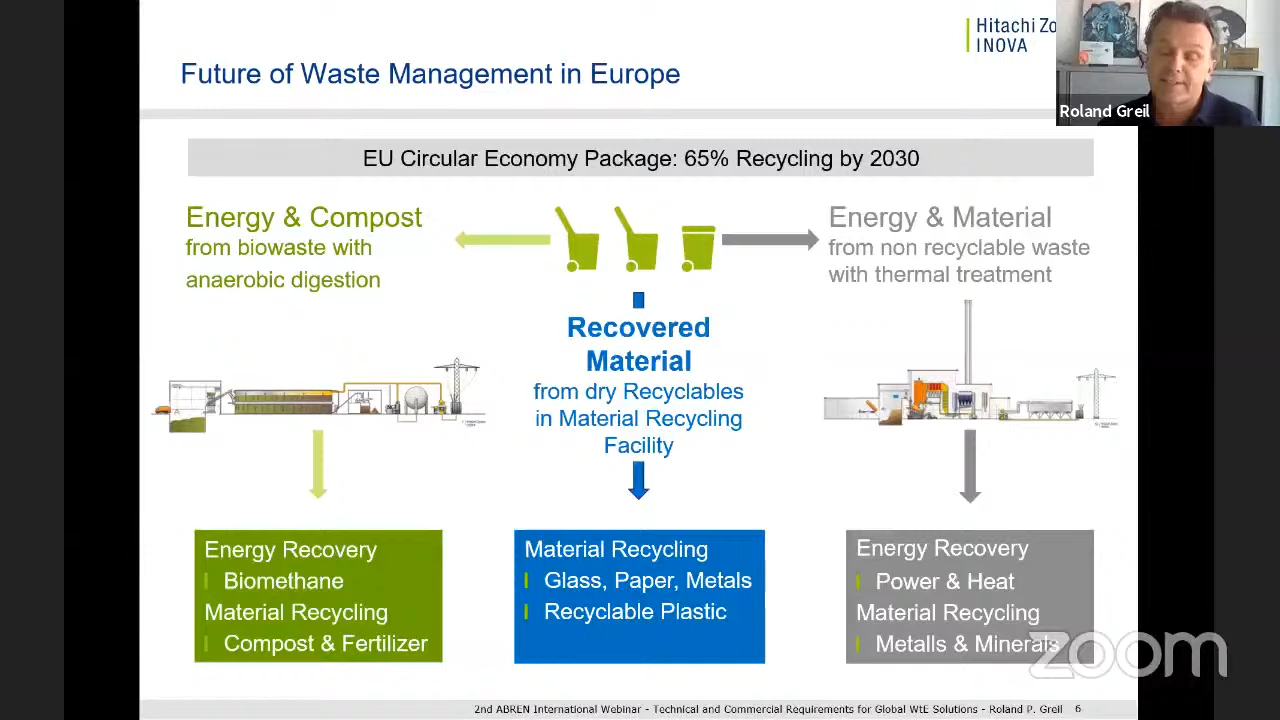 Hitachi Zo
INOVA
Roland Greil
Future of Waste Management in Europe
EU Circular Economy Package: 65% Recycling by 2030
Energy & Compost
from biowaste with
anaerobic digestion
Energy & Material
from non recyclable waste
with thermal treatment
Recovered
Material
from dry Recyclables
in Material Recycling
Facility
Energy Recovery
Biomethane
Material Recycling
Compost & Fertilizer
Material Recycling
Glass, Paper, Metals
Recyclable Plastic
Energy Recovery
Power & Heat
Material Recycling
Metalls & Minerals
zoom
2nd ABREN International Webinar - Technical and Commercial Requirements for Global WtE Solutions - Roland P. Greil 6